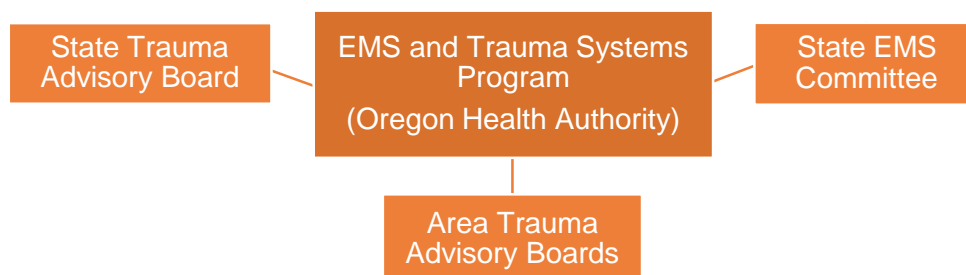 State Trauma
Advisory Board
EMS and Trauma Systems
Program
(Oregon Health Authority)
State EMS
Committee
Area Trauma
Advisory Boards